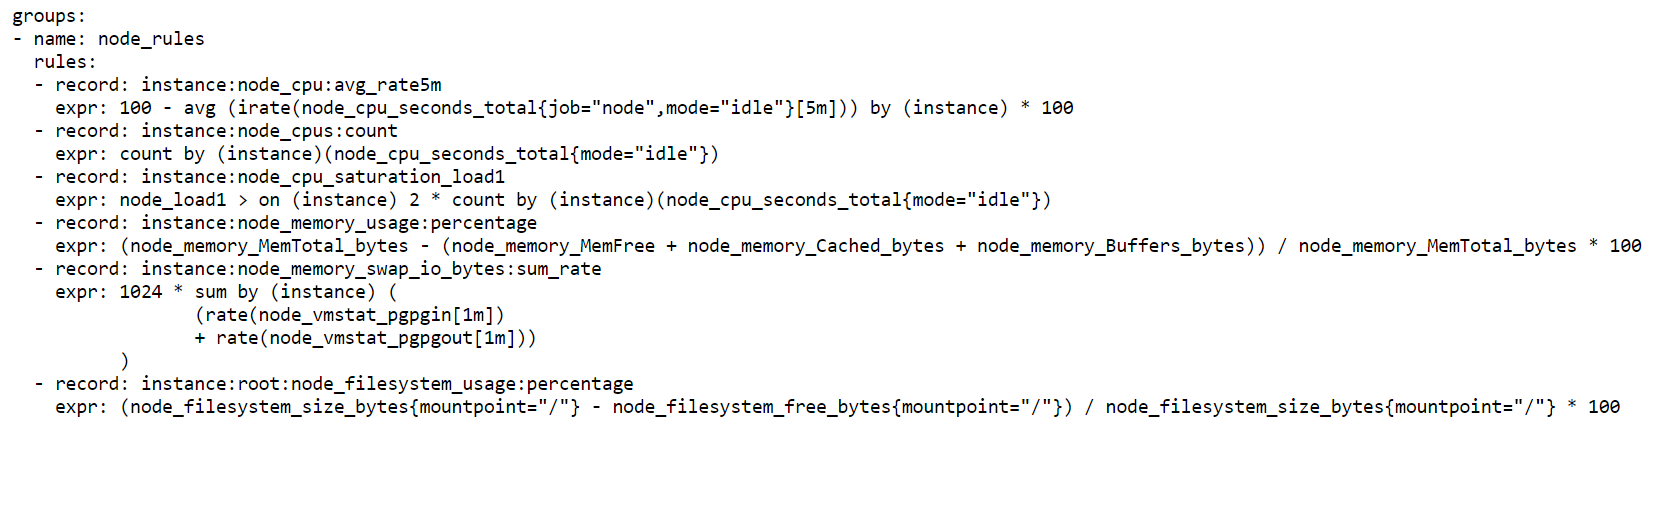 groups:
- name: node_rules
  rules:
  - record: instance:node_cpu:avg_rate5m
    expr: 100 - avg (irate(node_cpu_seconds_total{job="node",mode="idle"}[5m])) by (instance) * 100
  - record: instance:node_cpus:count
    expr: count by (instance)(node_cpu_seconds_total{mode="idle"})
  - record: instance:node_cpu_saturation_load1
    expr: node_load1 > on (instance) 2 * count by (instance)(node_cpu_seconds_total{mode="idle"})
  - record: instance:node_memory_usage:percentage
    expr: (node_memory_MemTotal_bytes - (node_memory_MemFree + node_memory_Cached_bytes + node_memory_Buffers_bytes)) / node_memory_MemTotal_bytes * 100
  - record: instance:node_memory_swap_io_bytes:sum_rate
    expr: 1024 * sum by (instance) (
                 (rate(node_vmstat_pgpgin[1m])
                 + rate(node_vmstat_pgpgout[1m]))
          )
  - record: instance:root:node_filesystem_usage:percentage
    expr: (node_filesystem_size_bytes{mountpoint="/"} - node_filesystem_free_bytes{mountpoint="/"}) / node_filesystem_size_bytes{mountpoint="/"} * 100